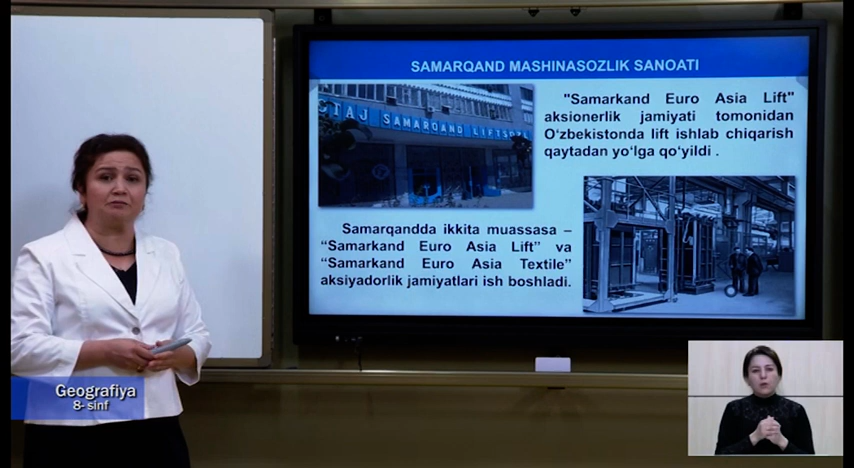 SAMARQAND MASHINASOZLIK SANOATI
CTAJ SAMARQAND LIFTSOZL
"Samarkand Euro Asia Lift"
aksionerlik jamiyati tomonidan
O‘zbekistonda lift ishlab chiqarish
qaytadan yo‘lga qo‘yildi .
Samarqandda ikkita muassasa –
“Samarkand Euro Asia Lift” va
“Samarkand Euro Asia Textile”
aksiyadorlik jamiyatlari ish boshladi.
Geografiya
8- sinf